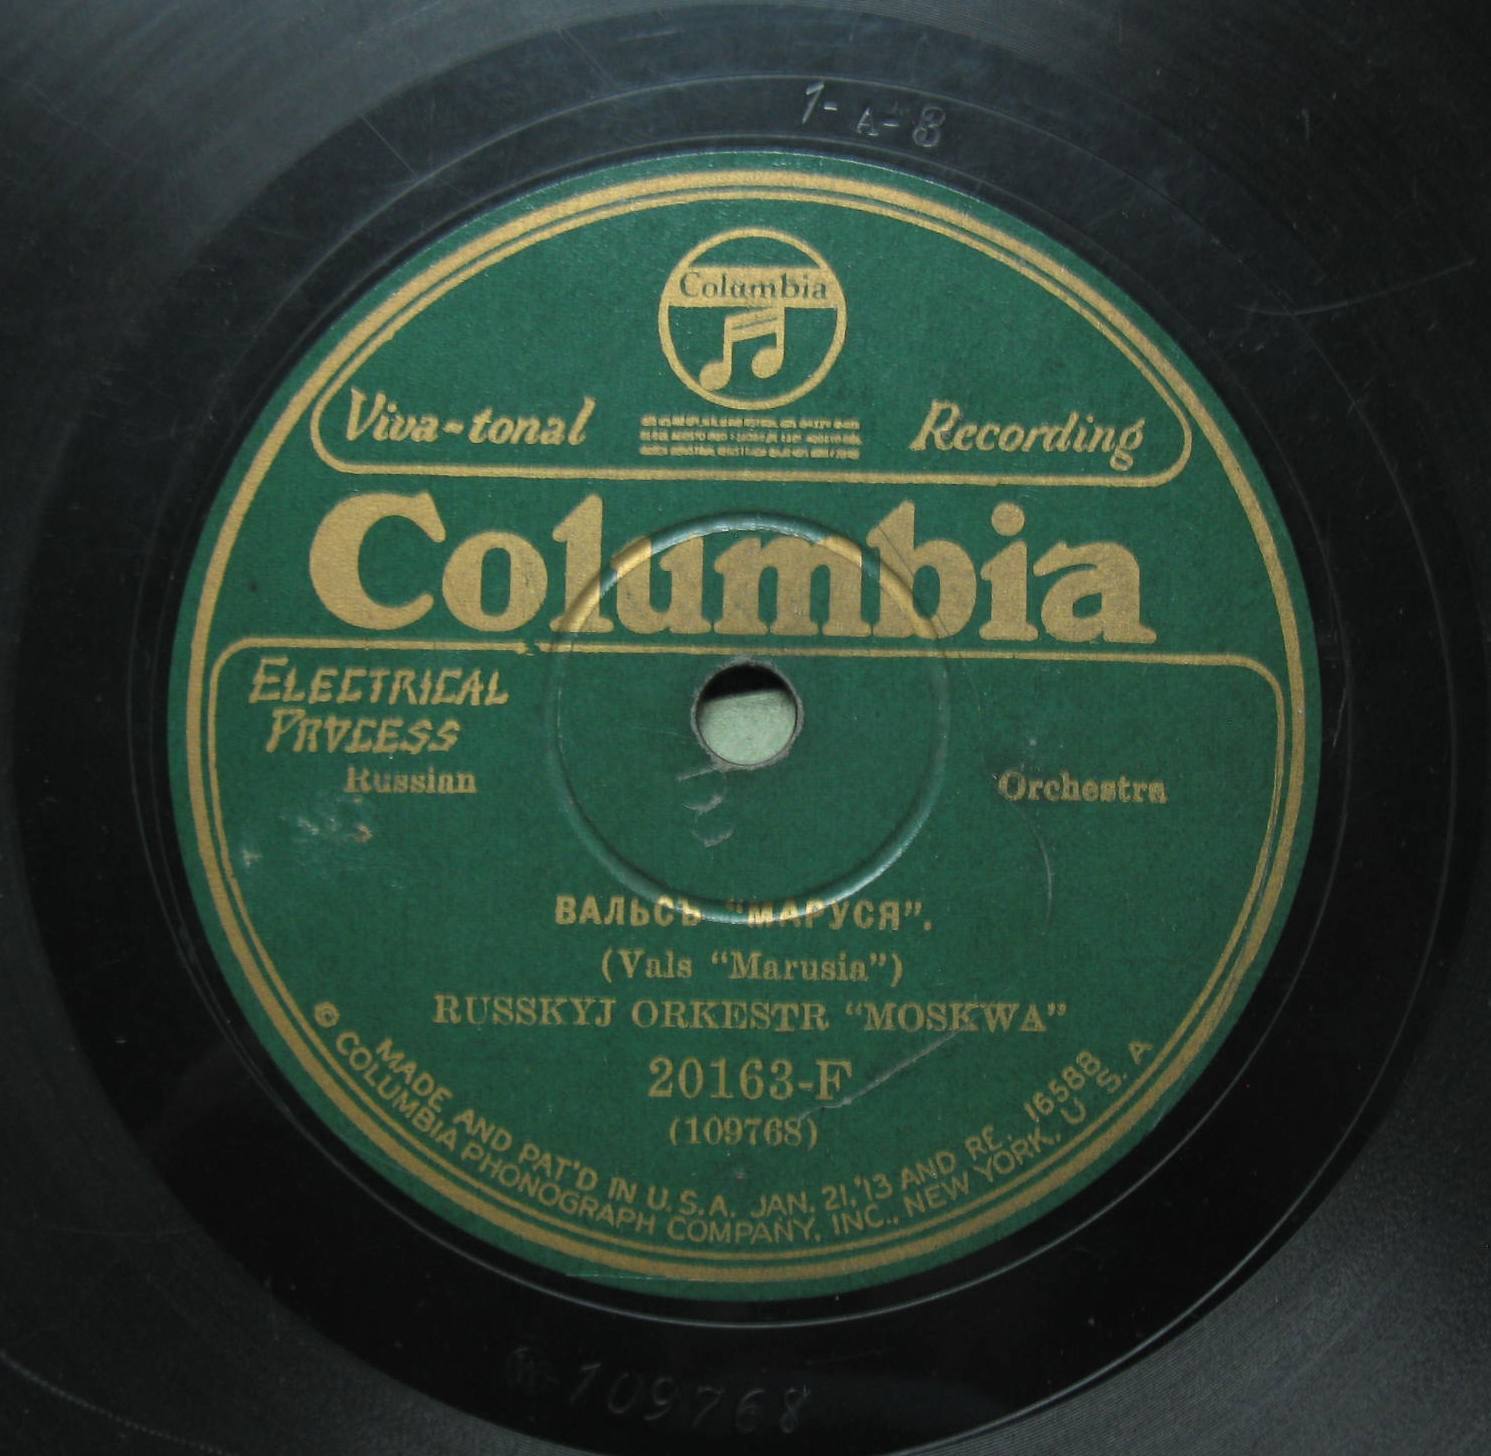 1-A-8
Columbia
Viva-tonal Recording
Columbia
ELECTRICAL
PROCESS
Russian Orchestra
ВАЛЬСЪ "МАРУСЯ".
(Vals "Marusia")
RUSSKYJ ORKESTR "MOSKWA"
20163-F
(109768)
MADE AND PAT'D IN U.S.A. JAN. 21,'13 AND RE. 16588
© COLUMBIA PHONOGRAPH COMPANY, INC., NEW YORK, U. S. A
109768